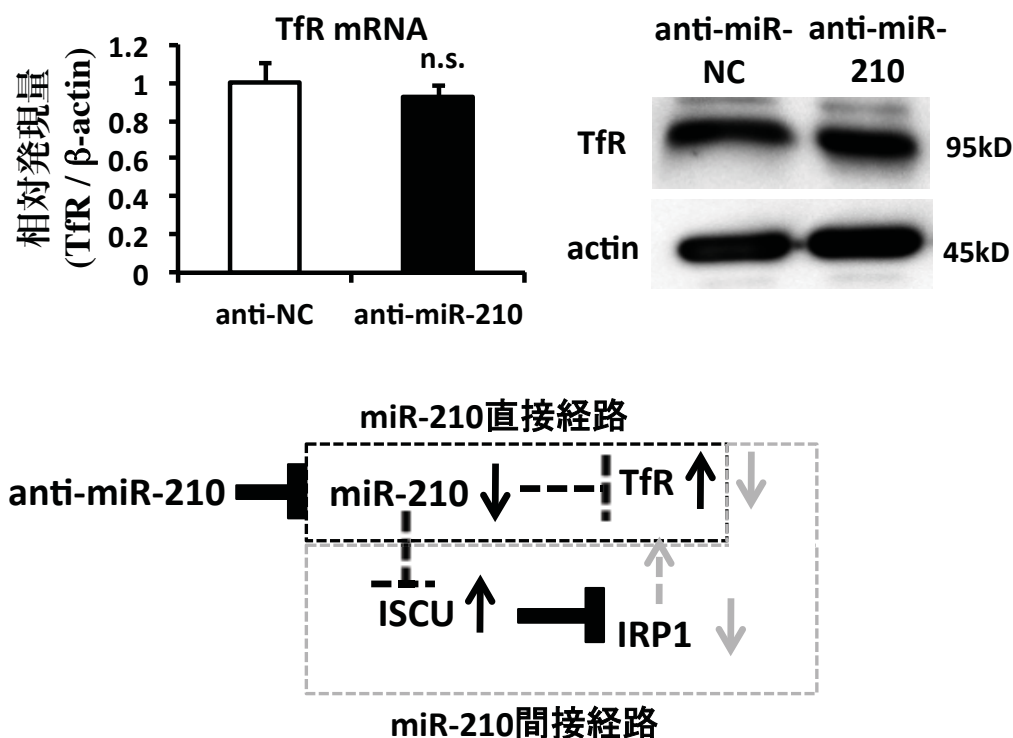 TfR mRNA
相対発現量
(TfR / β-actin)
1.2
1
0.8
0.6
0.4
0.2
0
n.s.
anti-NC
anti-miR-210
anti-miR-
NC
anti-miR-
210
TfR
95kD
actin
45kD
miR-210直接経路
anti-miR-210
miR-210
TfR
ISCU
IRP1
miR-210間接経路